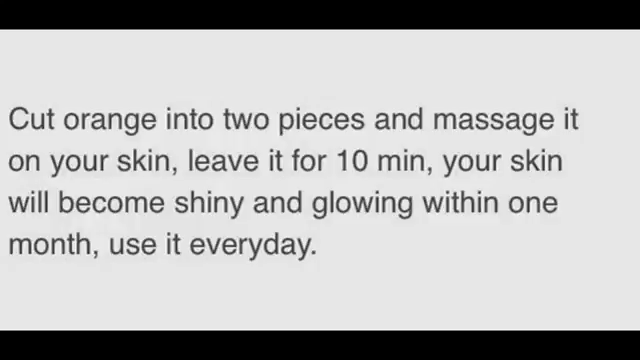 Cut orange into two pieces and massage it
on your skin, leave it for 10 min, your skin
will become shiny and glowing within one
month, use it everyday.